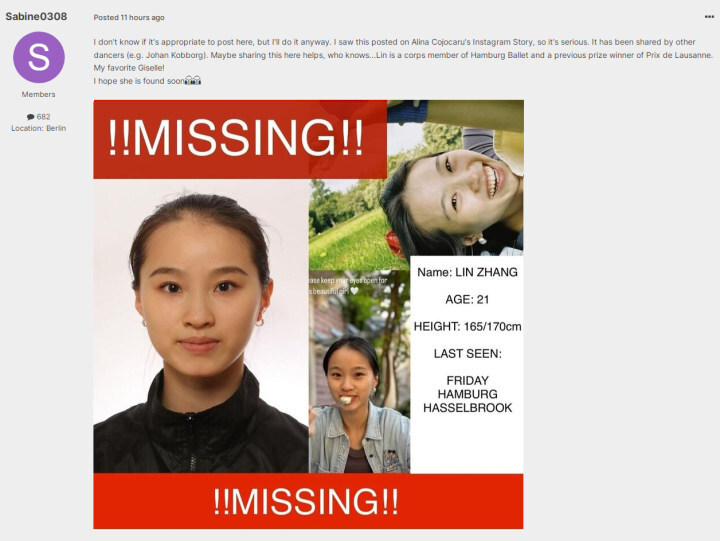 Sabine0308
Posted 11 hours ago
S
Members
682
Location: Berlin
I don't know if it's appropriate to post here, but I'll do it anyway. I saw this posted on Alina Cojocaru's Instagram Story, so it's serious. It has been shared by other
dancers (e.g. Johan Kobborg). Maybe sharing this here helps, who knows...Lin is a corps member of Hamburg Ballet and a previous prize winner of Prix de Lausanne.
My favorite Giselle!
I hope she is found soon
!!MISSING!!
ase keep your eyes open for
s beautiful girl
Name: LIN ZHANG
AGE: 21
HEIGHT: 165/170cm
LAST SEEN:
FRIDAY
HAMBURG
HASSELBROOK
!!MISSING!!